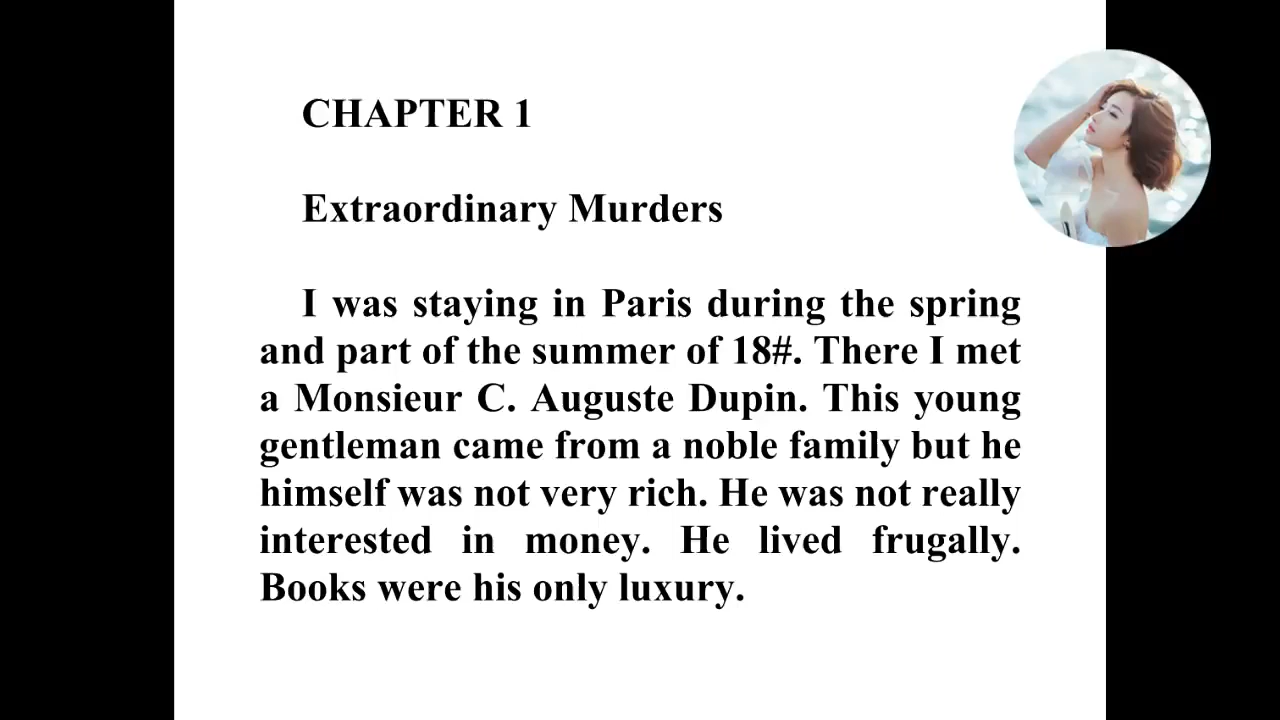 CHAPTER 1
Extraordinary Murders
I was staying in Paris during the spring
and part of the summer of 18#. There I met
a Monsieur C. Auguste Dupin. This young
gentleman came from a noble family but he
himself was not very rich. He was not really
interested in money. He lived frugally.
Books were his only luxury.